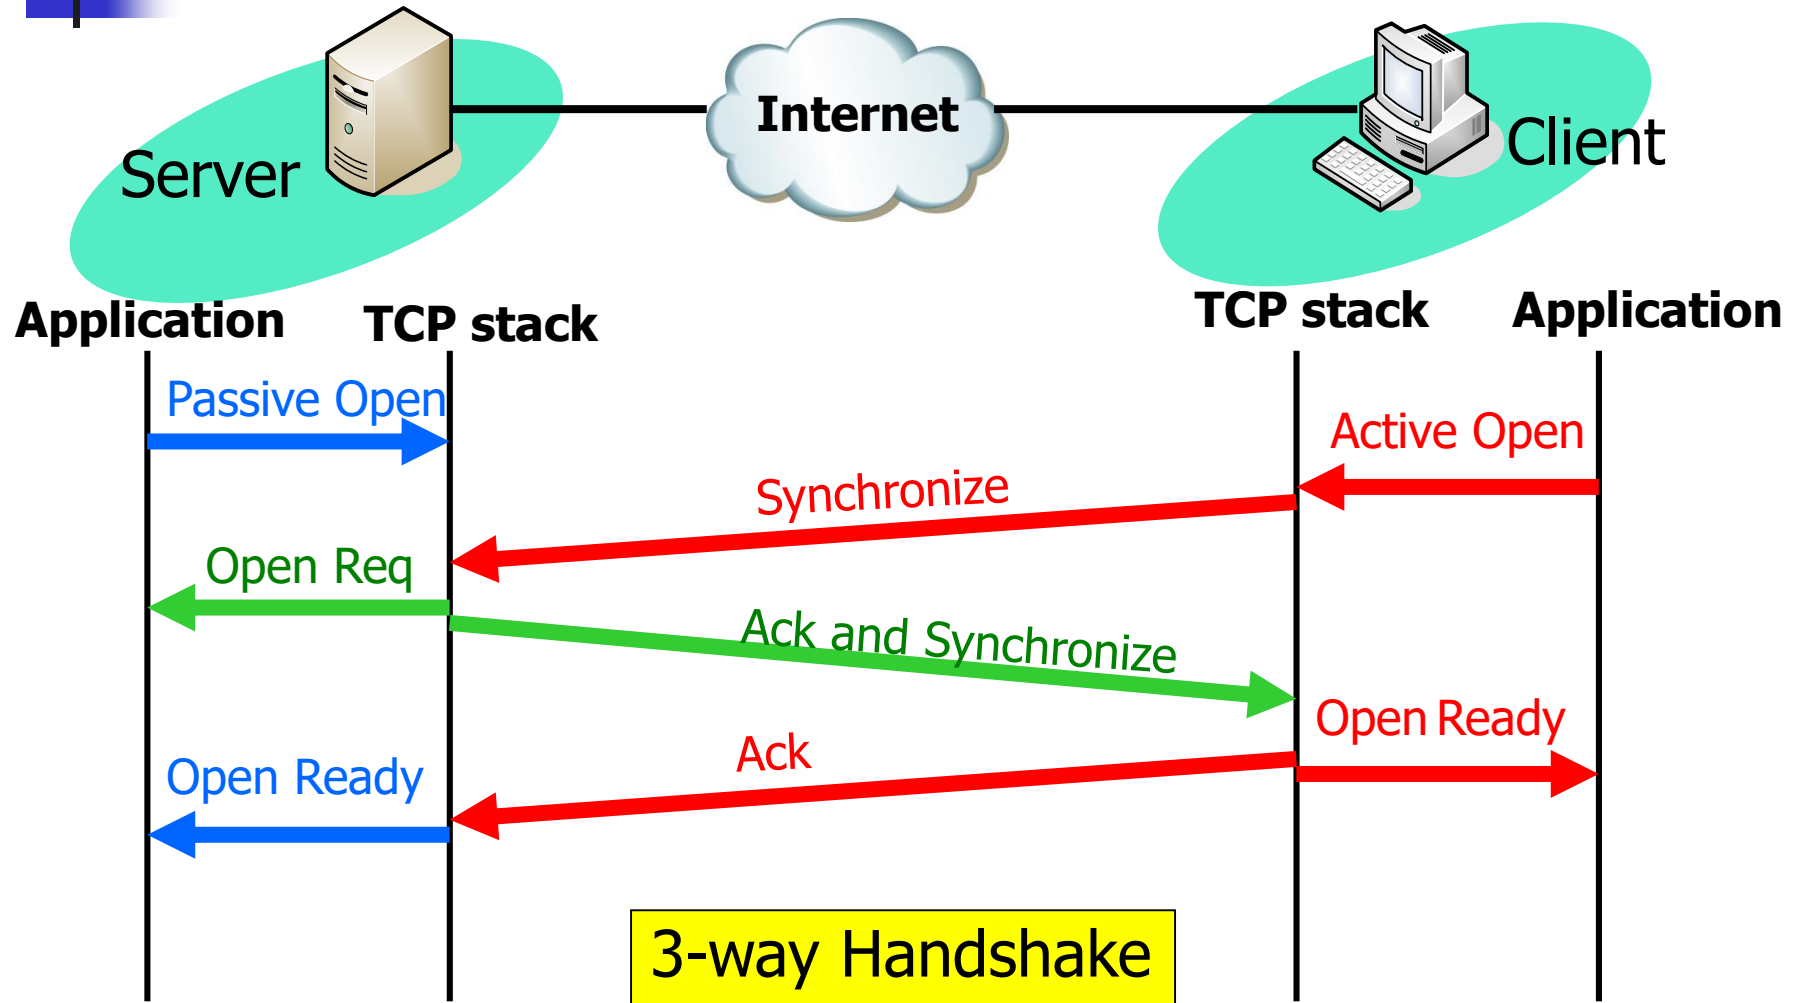 Internet
Server
Client
Application
TCP stack
TCP stack
Application
Passive Open
Active Open
Synchronize
Open Req
Ack and Synchronize
Open Ready
Ack
Open Ready
3-way Handshake